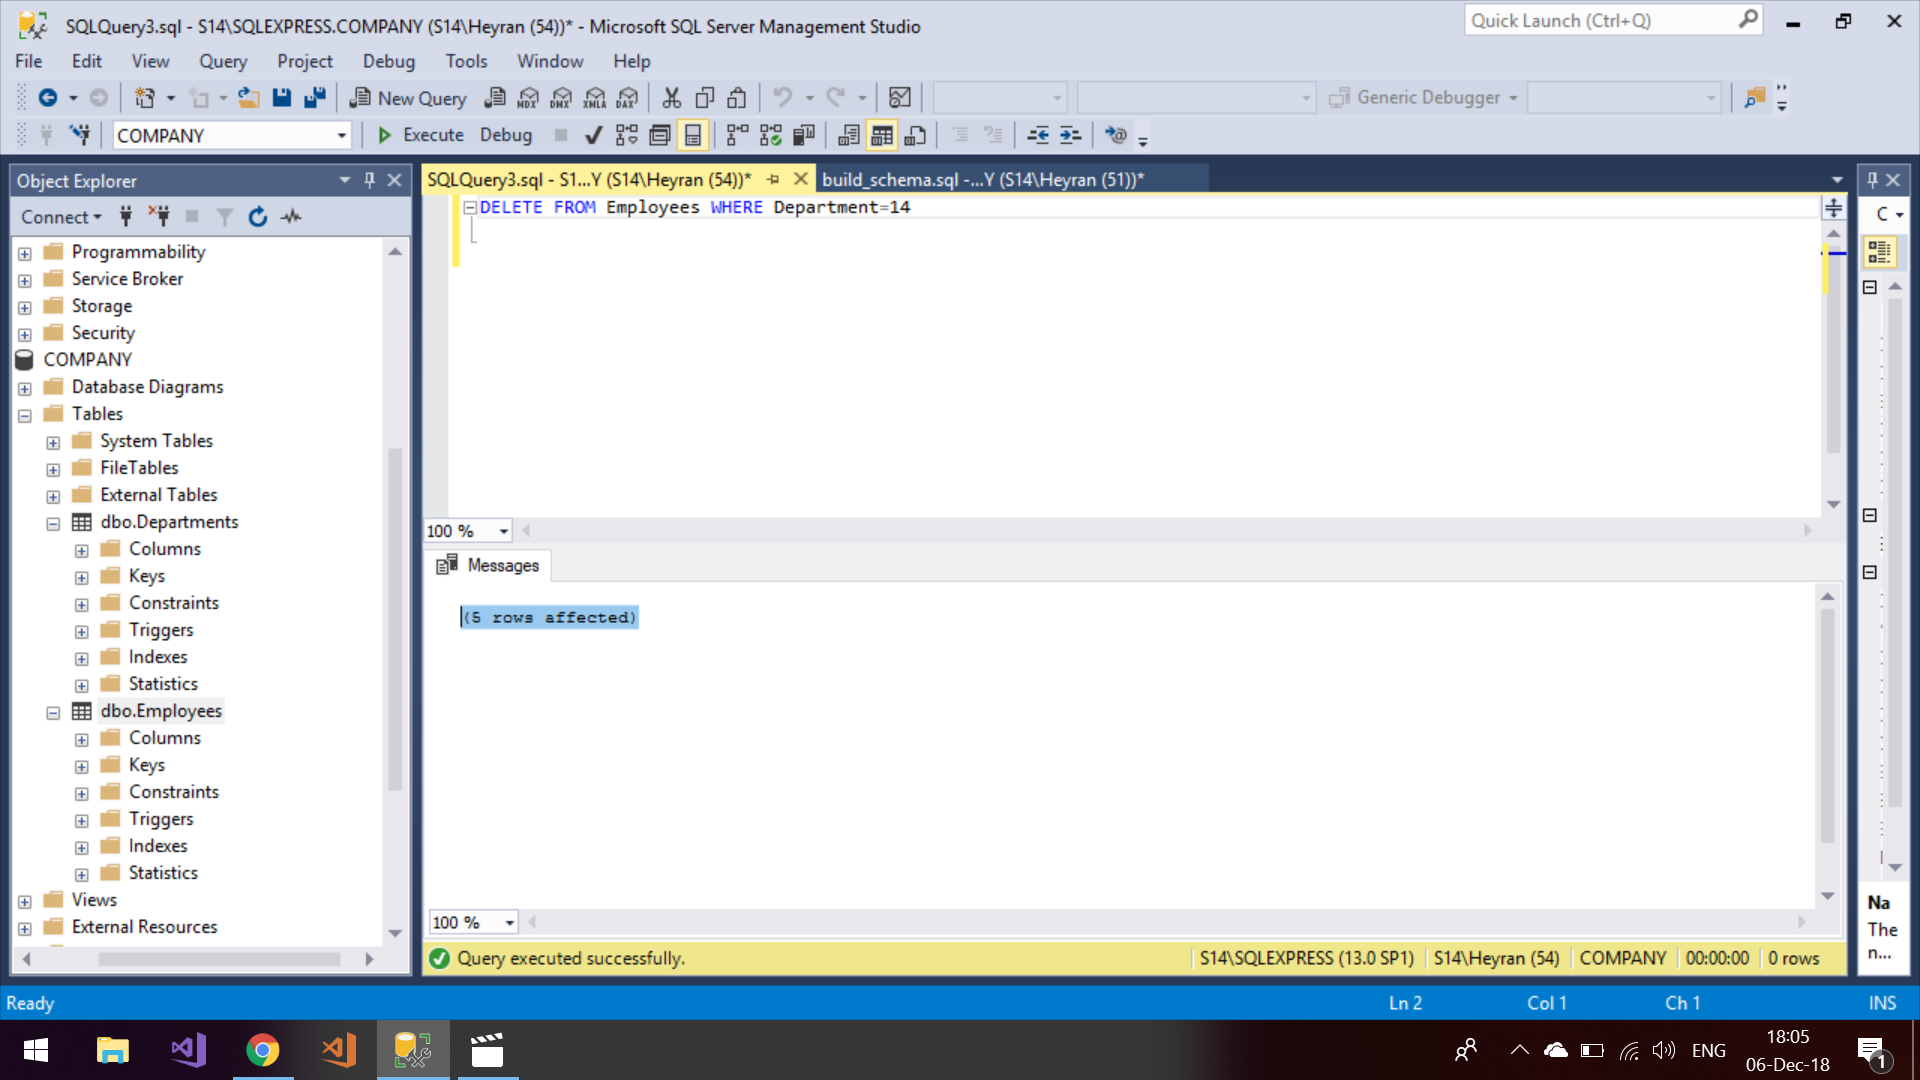 SQLQuery3.sql - S14\SQLEXPRESS.COMPANY (S14\Heyran (54))* - Microsoft SQL Server Management Studio
Quick Launch (Ctrl+Q)
File Edit View Query Project Debug Tools Window Help
New Query MDX DMX XMLA DAX Generic Debugger
COMPANY Execute Debug
Object Explorer
Connect
Programmability
Service Broker
Storage
Security
COMPANY
Database Diagrams
Tables
System Tables
FileTables
External Tables
dbo.Departments
Columns
Keys
Constraints
Triggers
Indexes
Statistics
dbo.Employees
Columns
Keys
Constraints
Triggers
Indexes
Statistics
Views
External Resources
SQLQuery3.sql - S1...Y (S14\Heyran (54))* build_schema.sql -...Y (S14\Heyran (51))*
DELETE FROM Employees WHERE Department=14
100 %
Messages
(5 rows affected)
100 %
Query executed successfully. S14\SQLEXPRESS (13.0 SP1) S14\Heyran (54) COMPANY 00:00:00 0 rows
C
Na
The
n...
Ready Ln 2 Col 1 Ch 1 INS
ENG
18:05
06-Dec-18
1